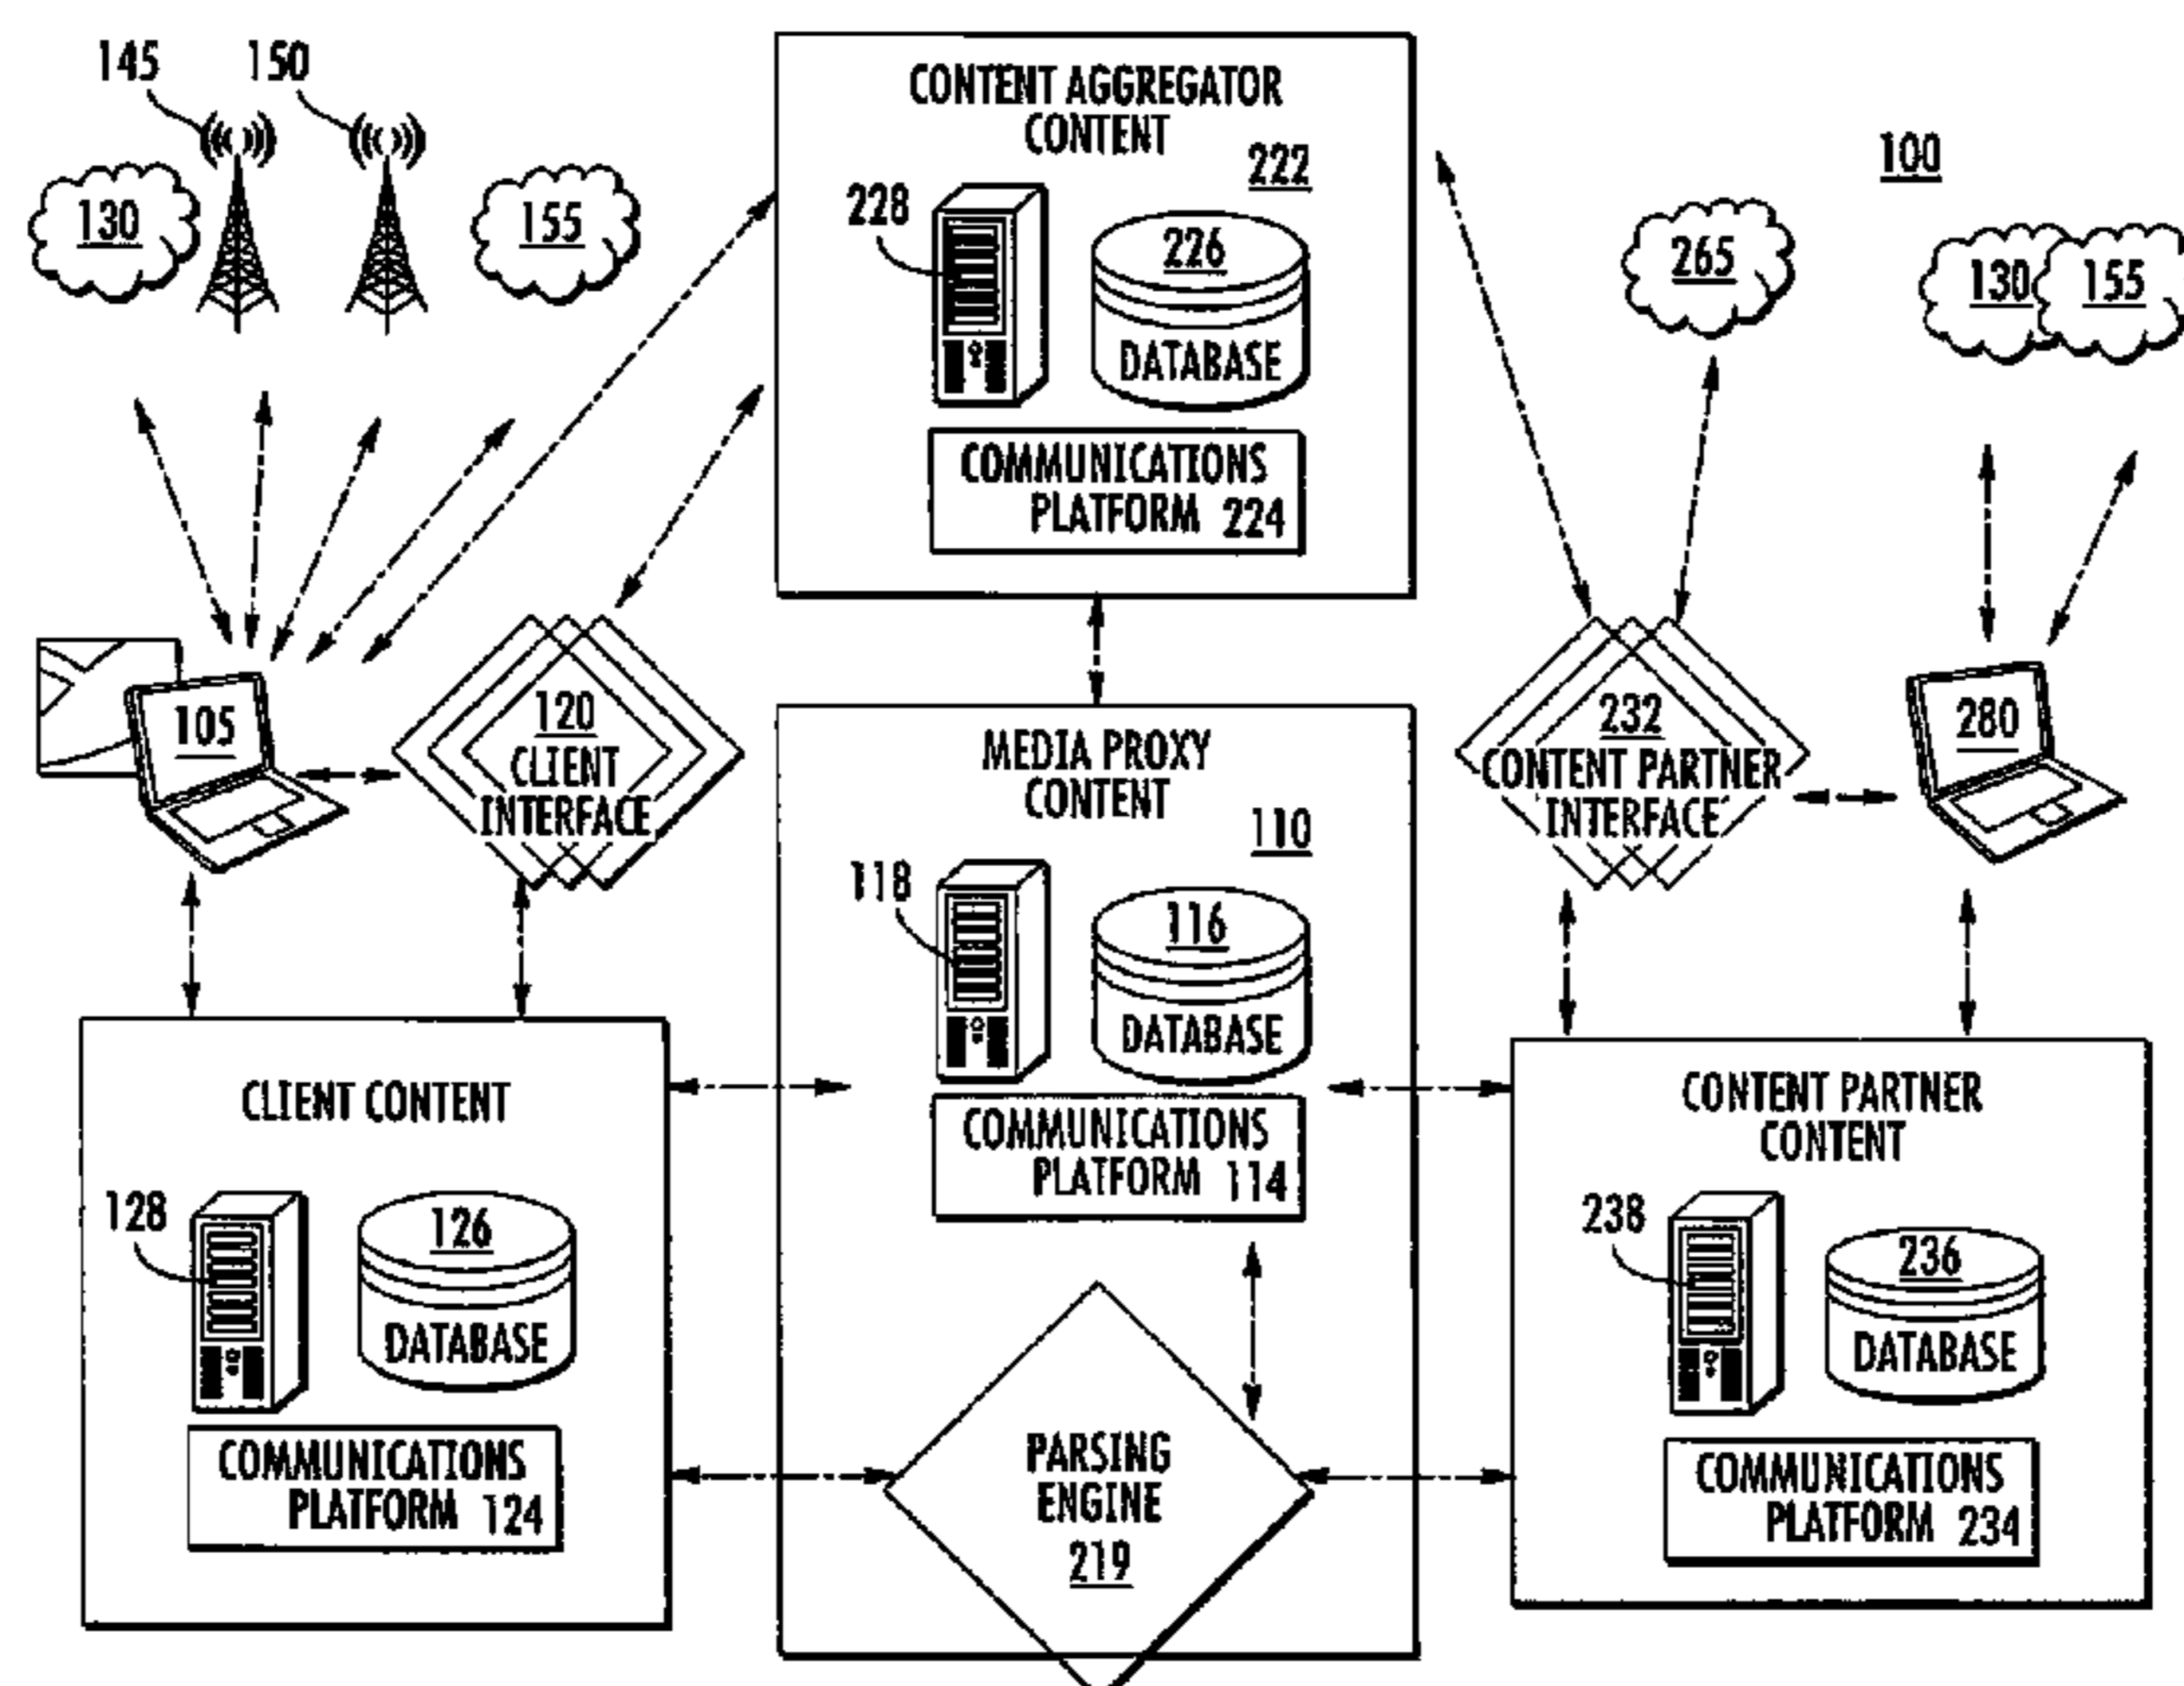 145
150
130
155
CONTENT AGGREGATOR
CONTENT
222
228
226
DATABASE
COMMUNICATIONS
PLATFORM 224
100
265
130
155
105
120
CLIENT
INTERFACE
MEDIA PROXY
CONTENT
110
118
116
DATABASE
COMMUNICATIONS
PLATFORM 114
232
CONTENT PARTNER
INTERFACE
280
CLIENT CONTENT
128
126
DATABASE
COMMUNICATIONS
PLATFORM 124
PARSING
ENGINE
219
CONTENT PARTNER
CONTENT
238
236
DATABASE
COMMUNICATIONS
PLATFORM 234